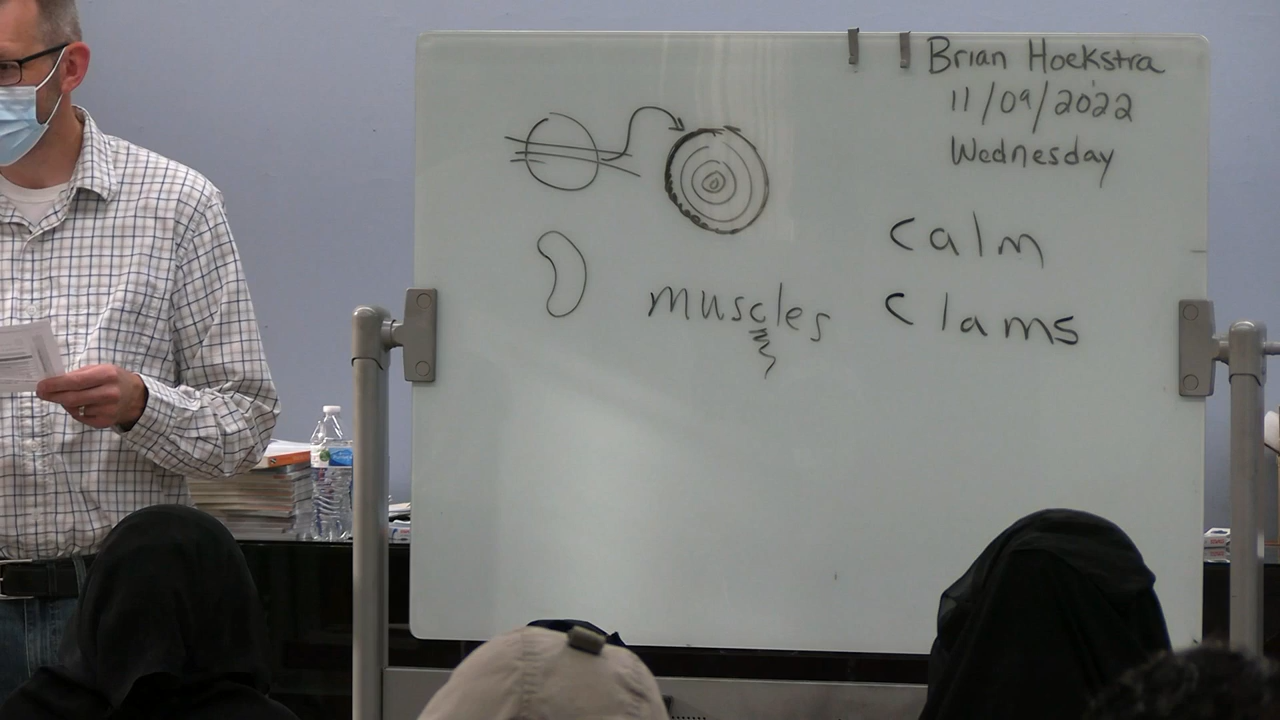 Brian Hoekstra
11/09/2022
Wednesday
calm
muscles clams